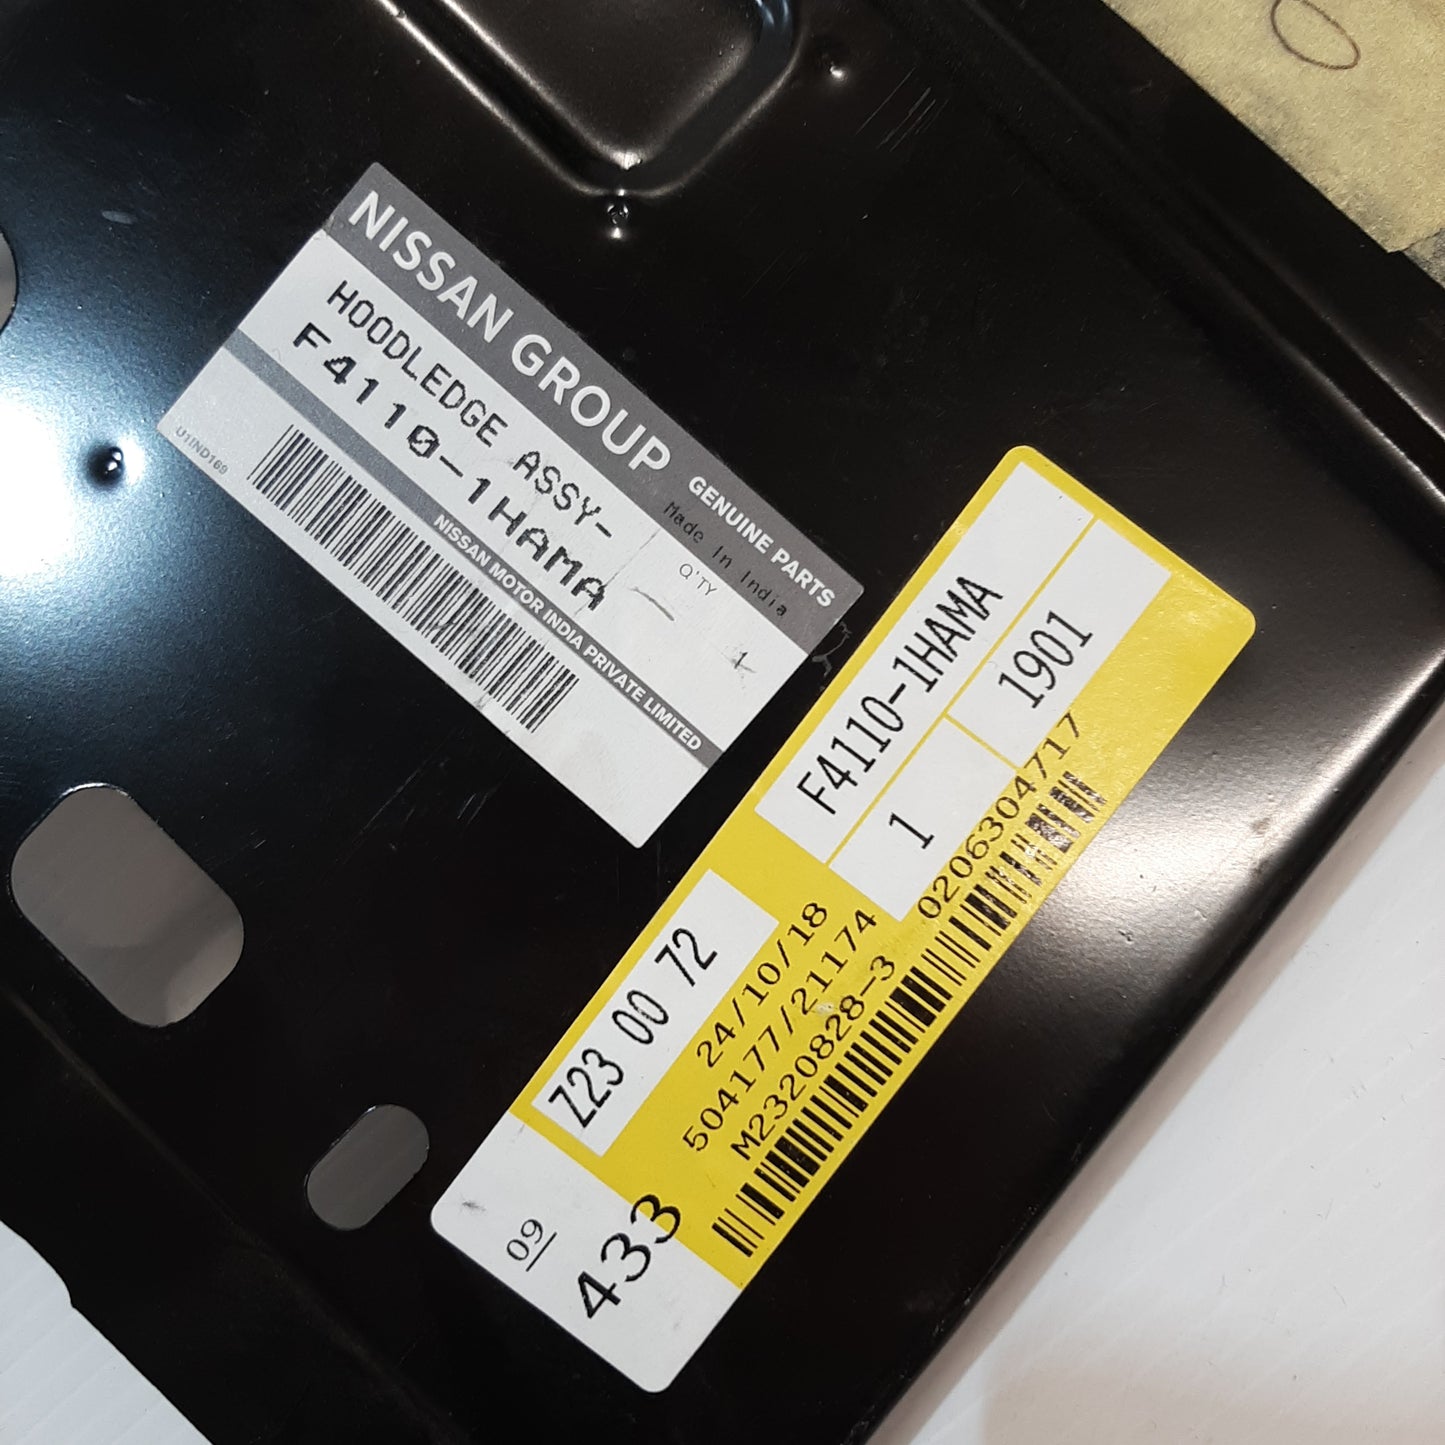 NISSAN GROUP GENUINE PARTS
HOODLEDGE ASSY- Made In India
F4110-1HAMA Q'TY
1
NISSAN MOTOR INDIA PRIVATE LIMITED
U1IND169
F4110-1HAMA
1 1901
Z23 00 72
24/10/18
504177/21174 0206304717
M2320828-3
09
433